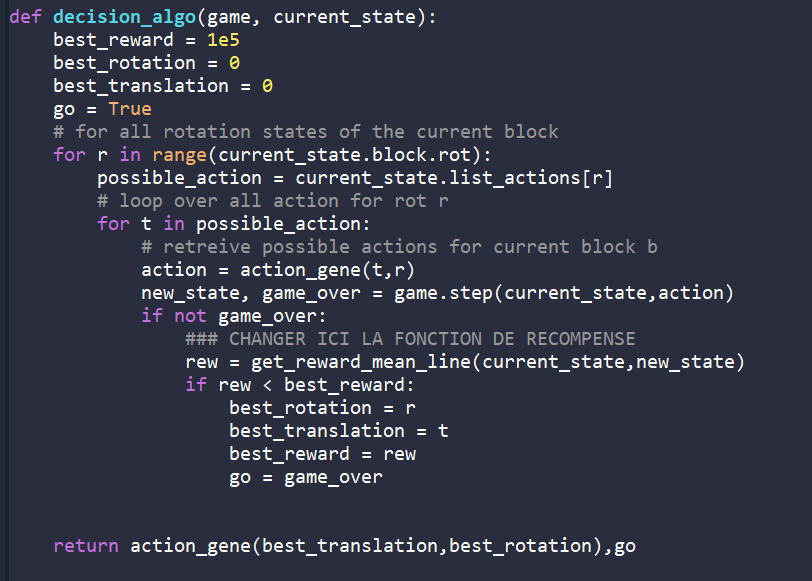 def decision_algo(game, current_state):
    best_reward = 1e5
    best_rotation = 0
    best_translation = 0
    go = True
    # for all rotation states of the current block
    for r in range(current_state.block.rot):
        possible_action = current_state.list_actions[r]
        # loop over all action for rot r
        for t in possible_action:
            # retreive possible actions for current block b
            action = action_gene(t,r)
            new_state, game_over = game.step(current_state,action)
            if not game_over:
                ### CHANGER ICI LA FONCTION DE RECOMPENSE
                rew = get_reward_mean_line(current_state,new_state)
                if rew < best_reward:
                    best_rotation = r
                    best_translation = t
                    best_reward = rew
                    go = game_over
    return action_gene(best_translation,best_rotation),go